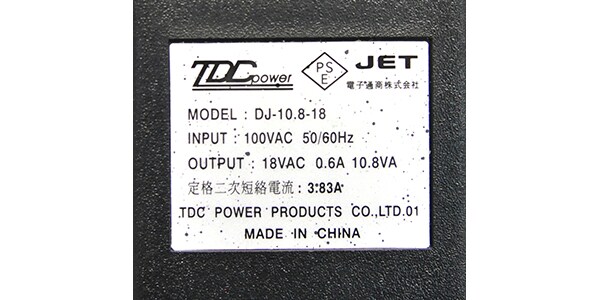 TDC power PSE JET
電子通商株式会社
MODEL : DJ-10.8-18
INPUT : 100VAC 50/60Hz
OUTPUT : 18VAC 0.6A 10.8VA
定格二次短絡電流 : 3.83A
TDC POWER PRODUCTS CO.,LTD.01
MADE IN CHINA